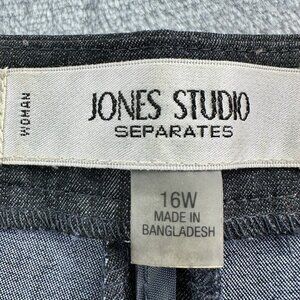 WOMAN
JONES STUDIO
SEPARATES
16W
MADE IN
BANGLADESH